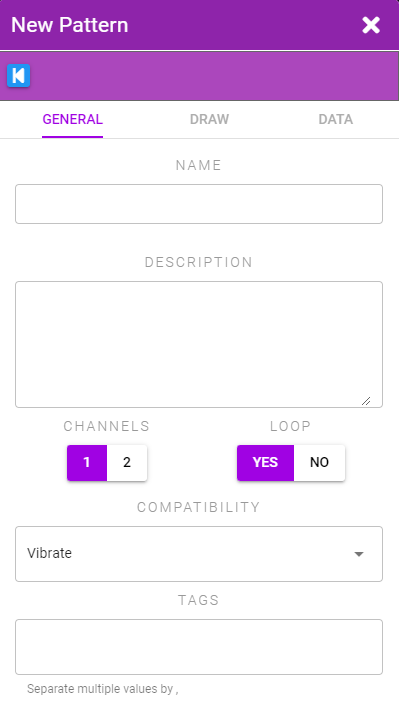 New Pattern
GENERAL DRAW DATA
NAME
DESCRIPTION
CHANNELS LOOP
1 2 YES NO
COMPATIBILITY
Vibrate
TAGS
Separate multiple values by ,